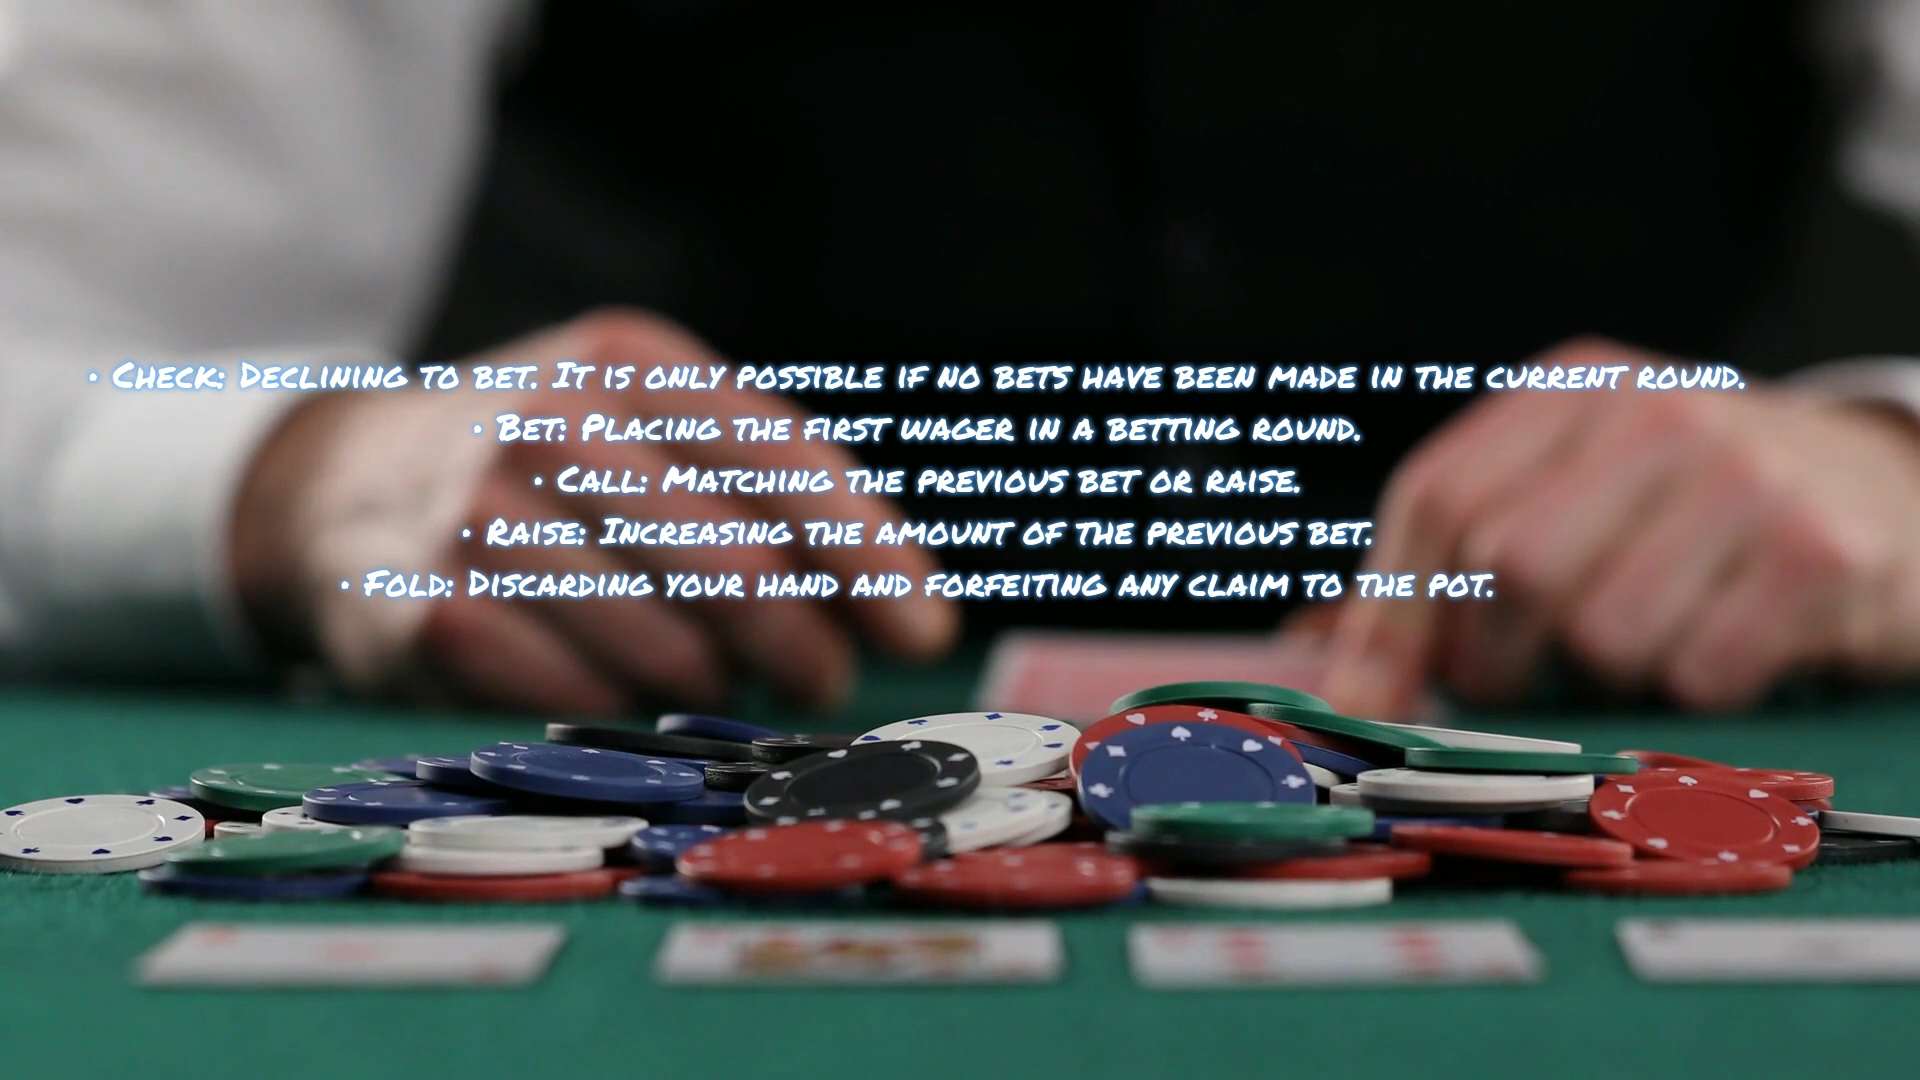 • Check: Declining to bet. It is only possible if no bets have been made in the current round.
• Bet: Placing the first wager in a betting round.
• Call: Matching the previous bet or raise.
• Raise: Increasing the amount of the previous bet.
• Fold: Discarding your hand and forfeiting any claim to the pot.